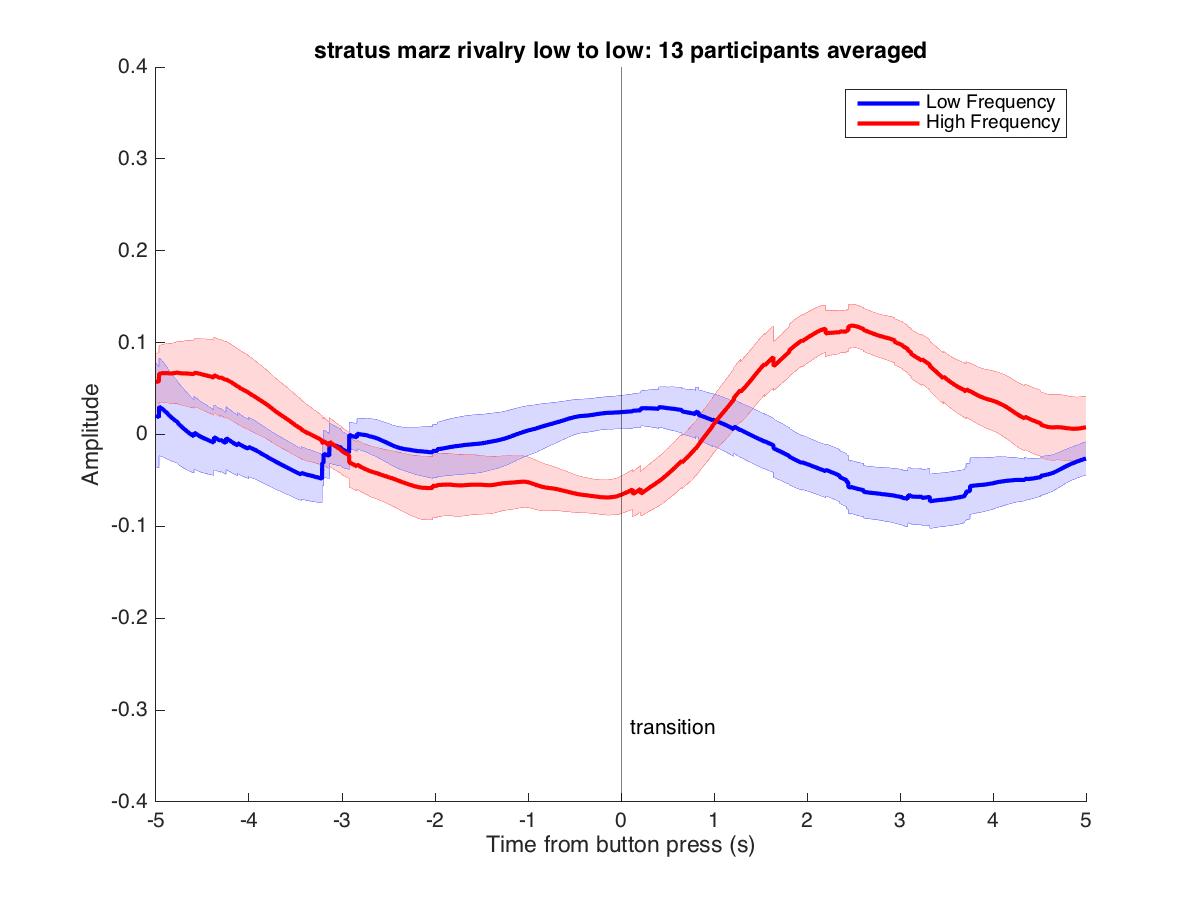 stratus marz rivalry low to low: 13 participants averaged
Low Frequency
High Frequency
0.4
0.3
0.2
0.1
0
-0.1
-0.2
-0.3
-0.4
Amplitude
transition
-5 -4 -3 -2 -1 0 1 2 3 4 5
Time from button press (s)